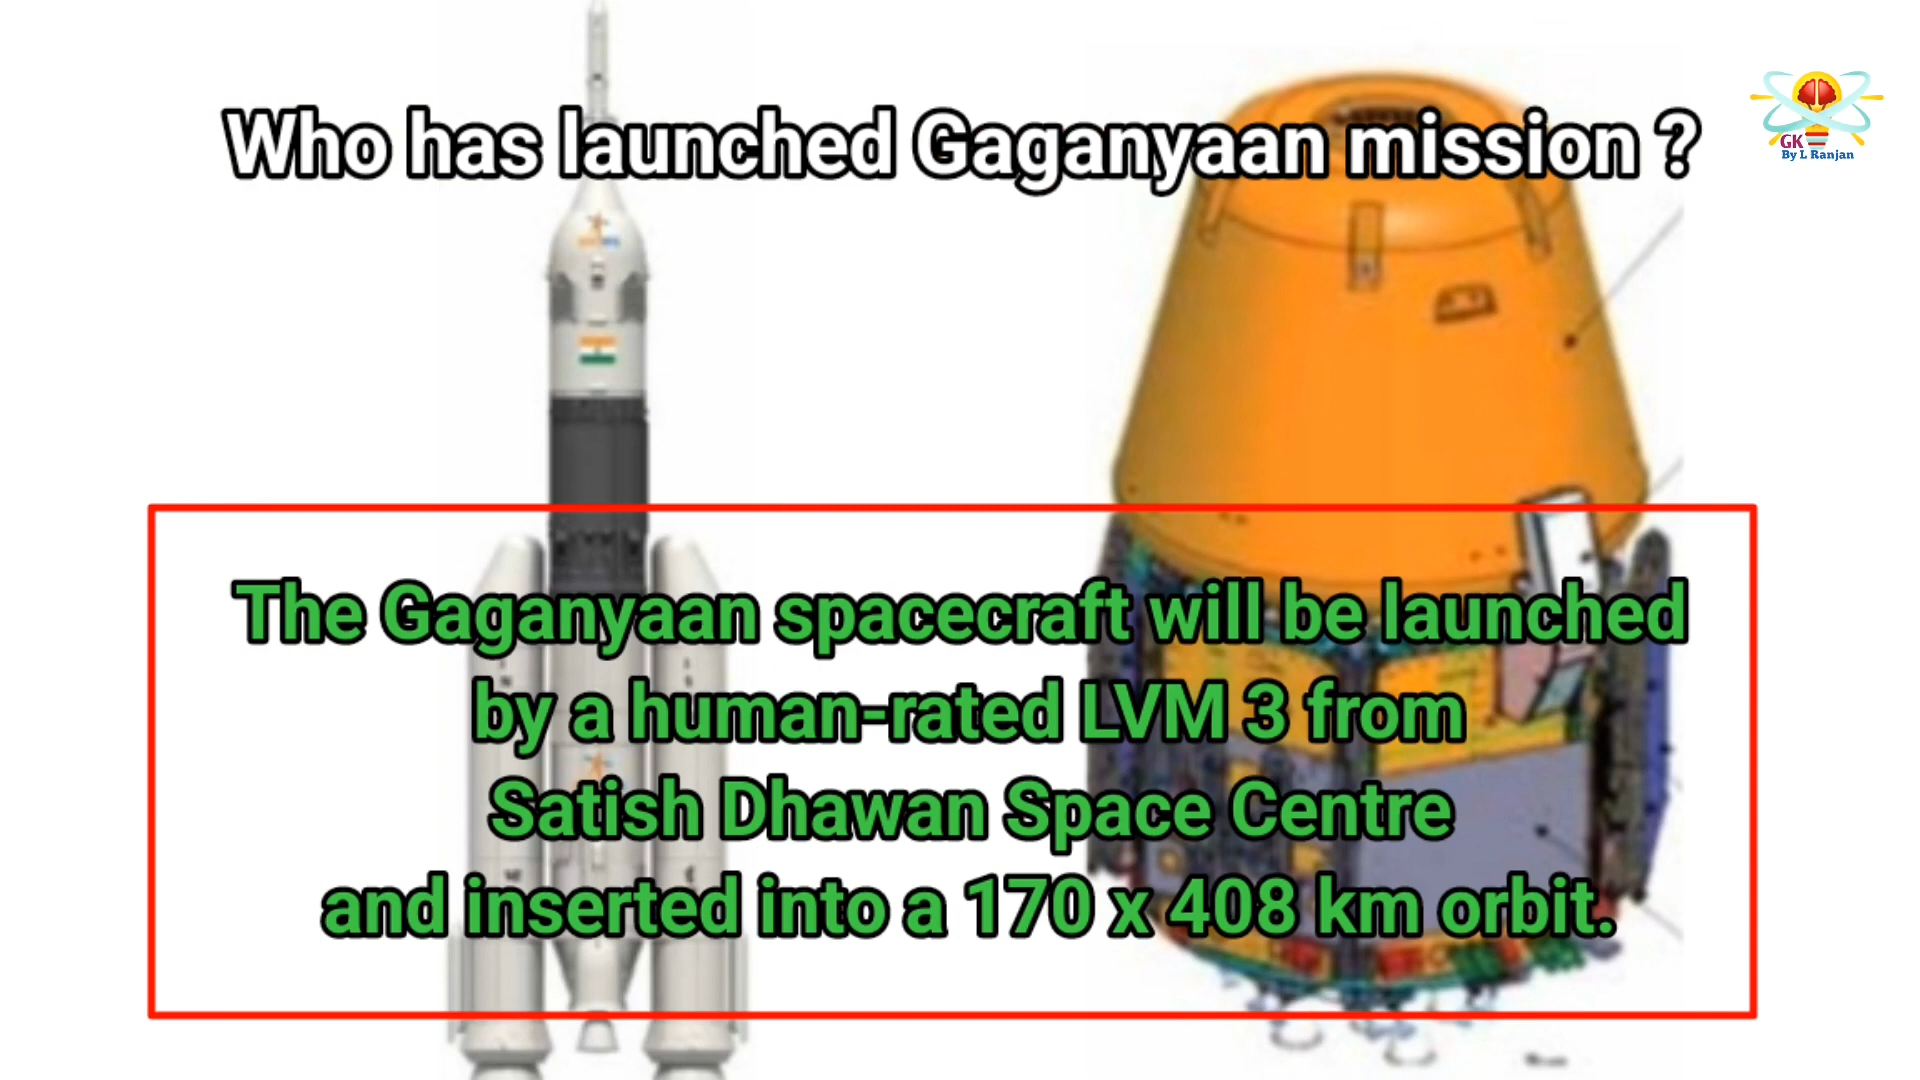 Who has launched Gaganyaan mission ?
GK
By L Ranjan
The Gaganyaan spacecraft will be launched
by a human-rated LVM 3 from
Satish Dhawan Space Centre
and inserted into a 170 x 408 km orbit.